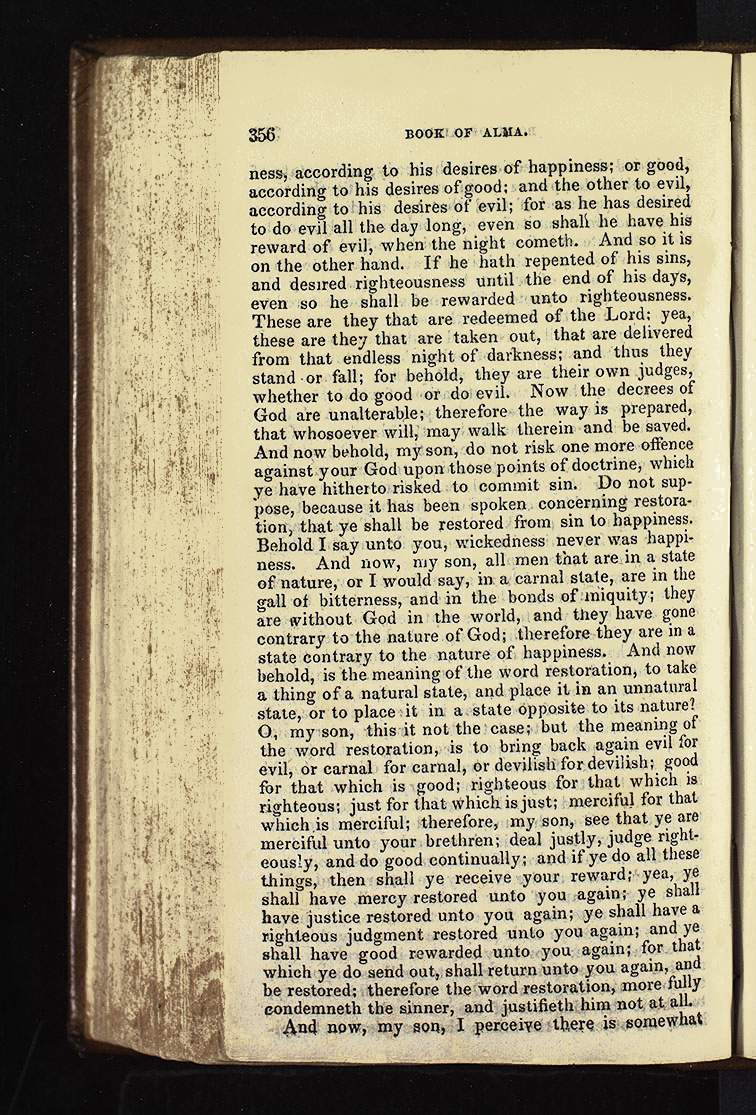 356 BOOK OF ALMA.
ness, according to his desires of happiness; or good,
according to his desires of good; and the other to evil,
according to his desires of evil; for as he has desired
to do evil all the day long, even so shall he have his
reward of evil, when the night cometh. And so it is
on the other hand. If he hath repented of his sins,
and desired righteousness until the end of his days,
even so he shall be rewarded unto righteousness.
These are they that are redeemed of the Lord; yea,
these are they that are taken out, that are delivered
from that endless night of darkness; and thus they
stand or fall; for behold, they are their own judges,
whether to do good or do evil. Now the decrees of
God are unalterable; therefore the way is prepared,
that whosoever will, may walk therein and be saved.
And now behold, my son, do not risk one more offence
against your God upon those points of doctrine, which
ye have hitherto risked to commit sin. Do not sup-
pose, because it has been spoken concerning restora-
tion, that ye shall be restored from sin to happiness.
Behold I say unto you, wickedness never was happi-
ness. And now, my son, all men that are in a state
of nature, or I would say, in a carnal state, are in the
gall of bitterness, and in the bonds of iniquity; they
are without God in the world, and they have gone
contrary to the nature of God; therefore they are in a
state contrary to the nature of happiness. And now
behold, is the meaning of the word restoration, to take
a thing of a natural state, and place it in an unnatural
state, or to place it in a state opposite to its nature?
O, my son, this it not the case; but the meaning of
the word restoration, is to bring back again evil for
evil, or carnal for carnal, or devilish for devilish; good
for that which is good; righteous for that which is
righteous; just for that which is just; merciful for that
which is merciful; therefore, my son, see that ye are
merciful unto your brethren; deal justly, judge right-
eously, and do good continually; and if ye do all these
things, then shall ye receive your reward; yea, ye
shall have mercy restored unto you again; ye shall
have justice restored unto you again; ye shall have a
righteous judgment restored unto you again; and ye
shall have good rewarded unto you again; for that
which ye do send out, shall return unto you again, and
be restored; therefore the word restoration, more fully
condemneth the sinner, and justifieth him not at all.
And now, my son, I perceive there is somewhat